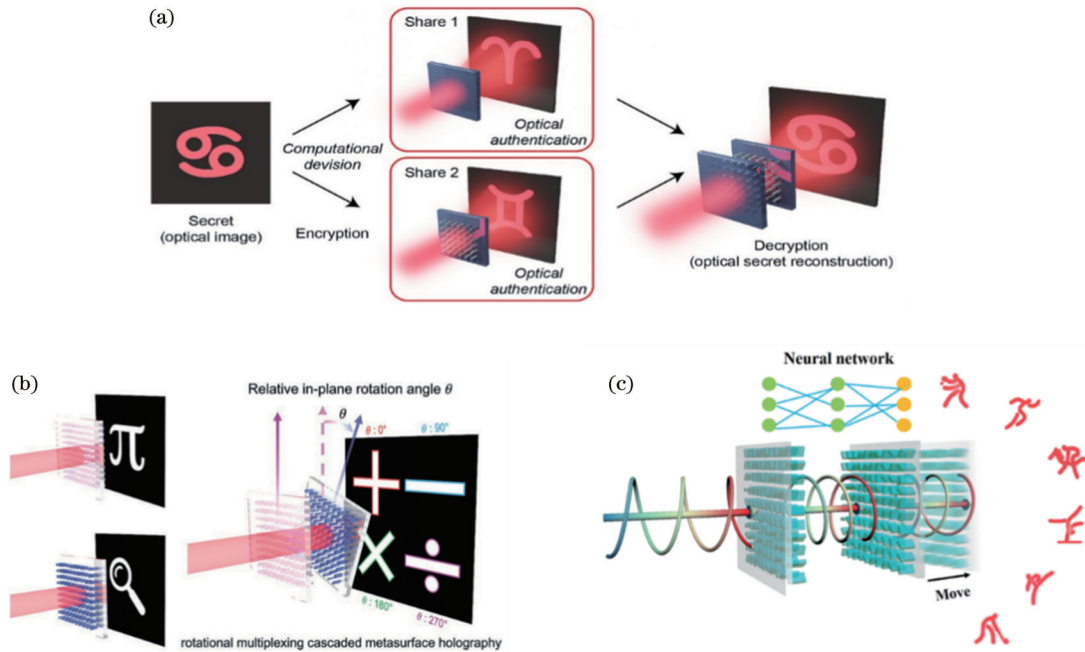 (a)
Share 1
Optical
authentication
Computational
devision
Secret
(optical image)
Encryption
Share 2
Optical
authentication
Decryption
(optical secret reconstruction)
(b)
π
Relative in-plane rotation angle θ
θ
θ : 0°
θ : 90°
θ : 180°
θ : 270°
rotational multiplexing cascaded metasurface holography
(c)
Neural network
Move